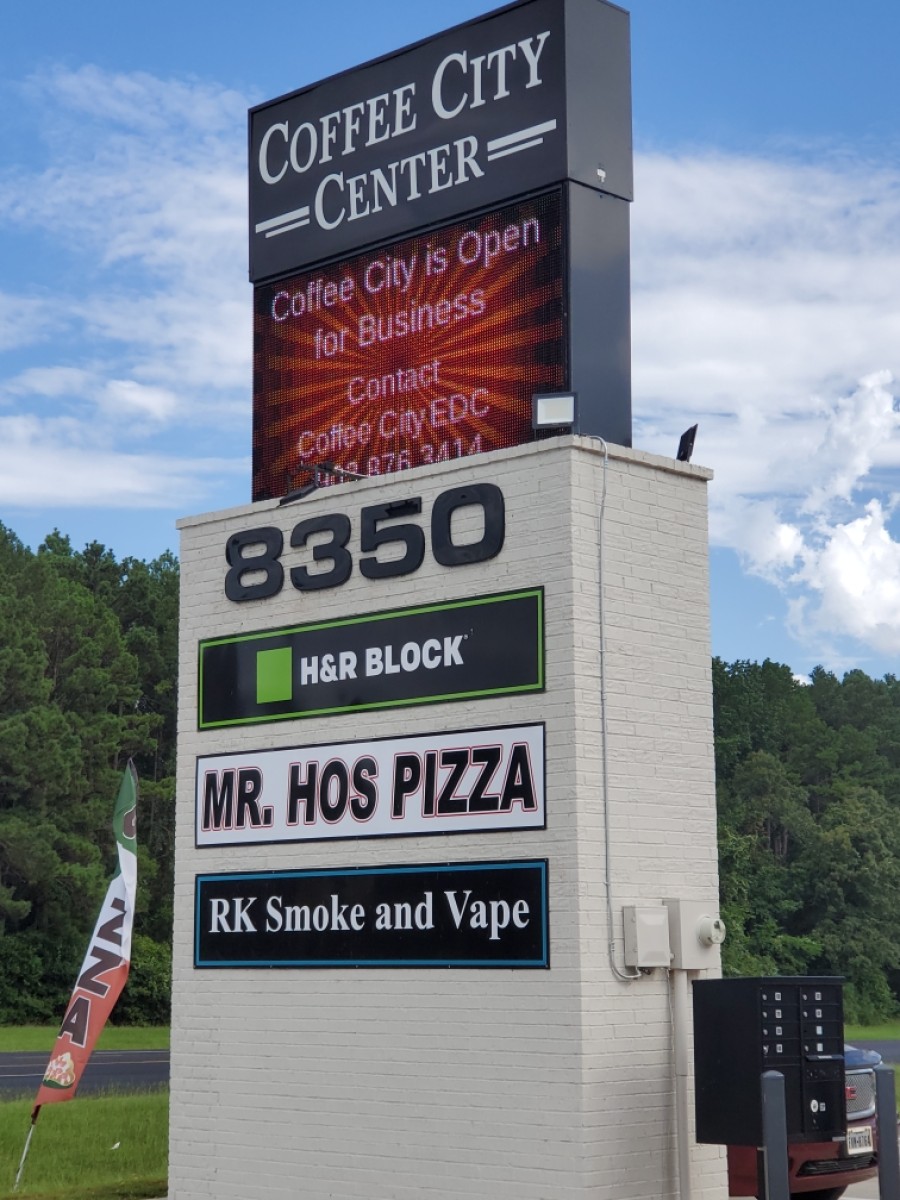 COFFEE CITY
CENTER
Coffee City is Open
for Business
Contact
Coffee City EDC
8350
H&R BLOCK®
MR. HOS PIZZA
RK Smoke and Vape